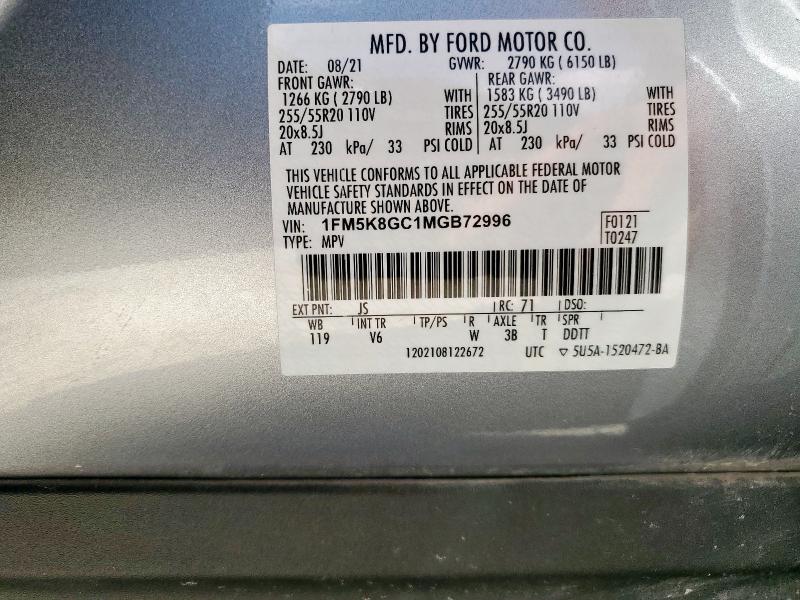 MFD. BY FORD MOTOR CO.
DATE: 08/21 GVWR: 2790 KG ( 6150 LB)
FRONT GAWR: REAR GAWR:
1266 KG ( 2790 LB) WITH 1583 KG ( 3490 LB) WITH
255/55R20 110V TIRES 255/55R20 110V TIRES
20x8.5J RIMS 20x8.5J RIMS
AT 230 kPa/ 33 PSI COLD AT 230 kPa/ 33 PSI COLD
THIS VEHICLE CONFORMS TO ALL APPLICABLE FEDERAL MOTOR
VEHICLE SAFETY STANDARDS IN EFFECT ON THE DATE OF
MANUFACTURE SHOWN ABOVE.
VIN: 1FM5K8GC1MGB72996 F0121
TYPE: MPV T0247
EXT PNT: JS RC: 71 DSO:
WB INT TR TP/PS R AXLE TR SPR
119 V6 W 3B T DDTT
1202108122672 UTC ▽ 5U5A-1520472-BA